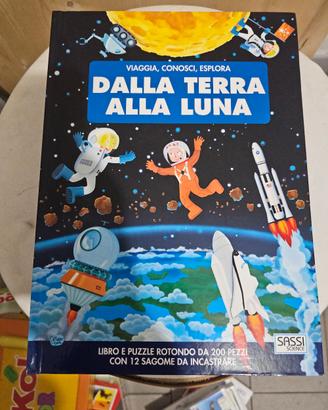 VIAGGIA, CONOSCI, ESPLORA
DALLA TERRA
ALLA LUNA
LIBRO E PUZZLE ROTONDO DA 200 PEZZI
CON 12 SAGOME DA INCASTRARE
SASSI
SCIENCE